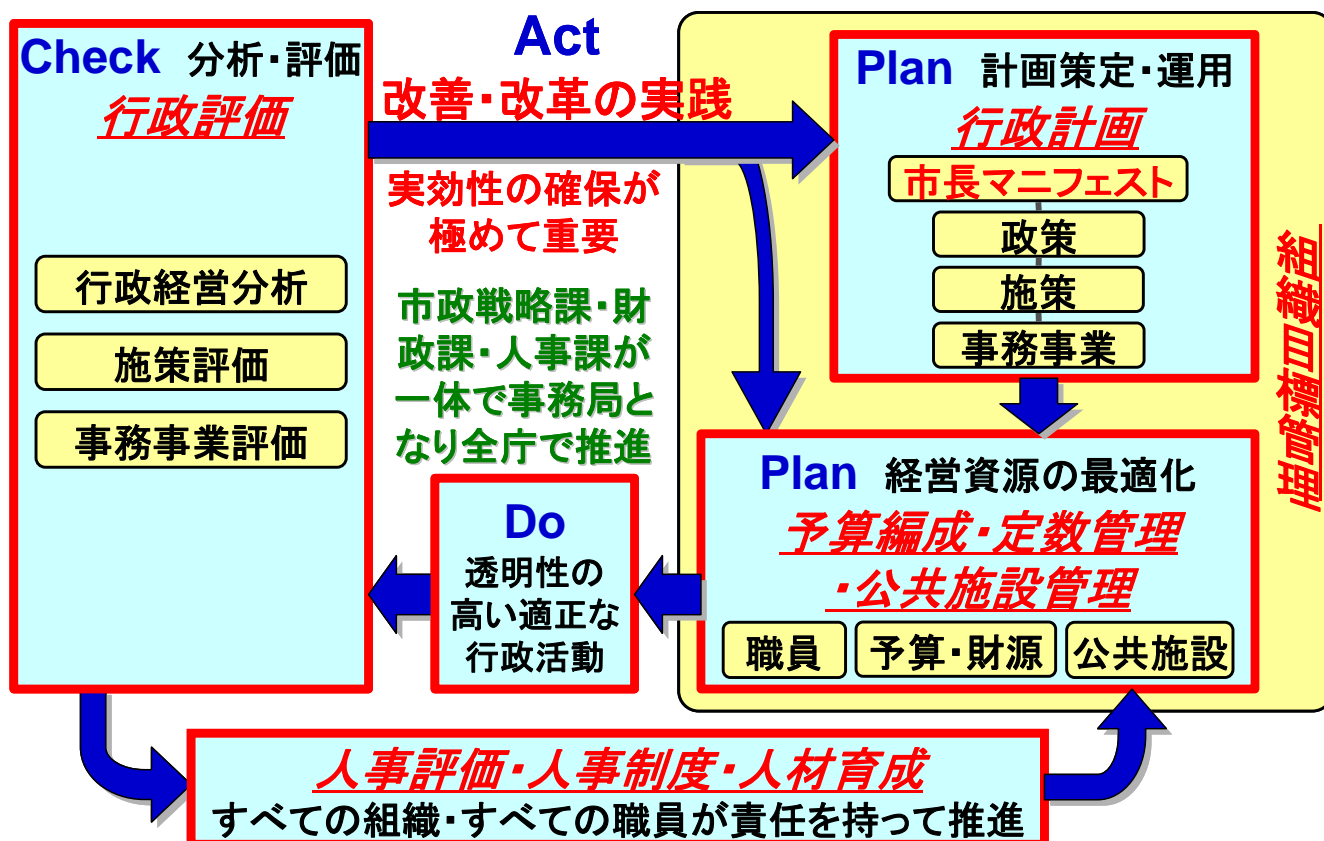 Check 分析・評価
行政評価
行政経営分析
施策評価
事務事業評価
Act
改善・改革の実践
実効性の確保が
極めて重要
市政戦略課・財
政課・人事課が
一体で事務局と
なり全庁で推進
Plan 計画策定・運用
行政計画
市長マニフェスト
政策
施策
事務事業
組織目標管理
Plan 経営資源の最適化
予算編成・定数管理
・公共施設管理
職員
予算・財源
公共施設
Do
透明性の
高い適正な
行政活動
人事評価・人事制度・人材育成
すべての組織・すべての職員が責任を持って推進